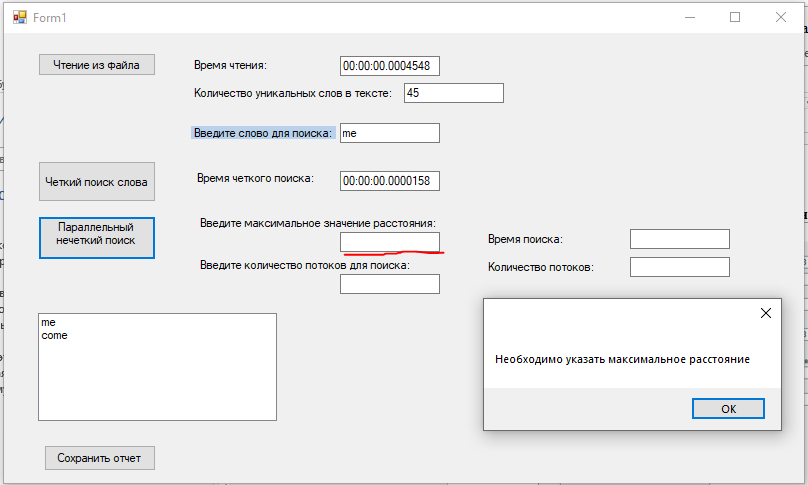 Form1
Чтение из файла
Время чтения:
00:00:00.0004548
Количество уникальных слов в тексте:
45
Введите слово для поиска:
me
Четкий поиск слова
Время четкого поиска:
00:00:00.0000158
Параллельный
нечеткий поиск
Введите максимальное значение расстояния:
Введите количество потоков для поиска:
Время поиска:
Количество потоков:
me
come
Необходимо указать максимальное расстояние
OK
Сохранить отчет